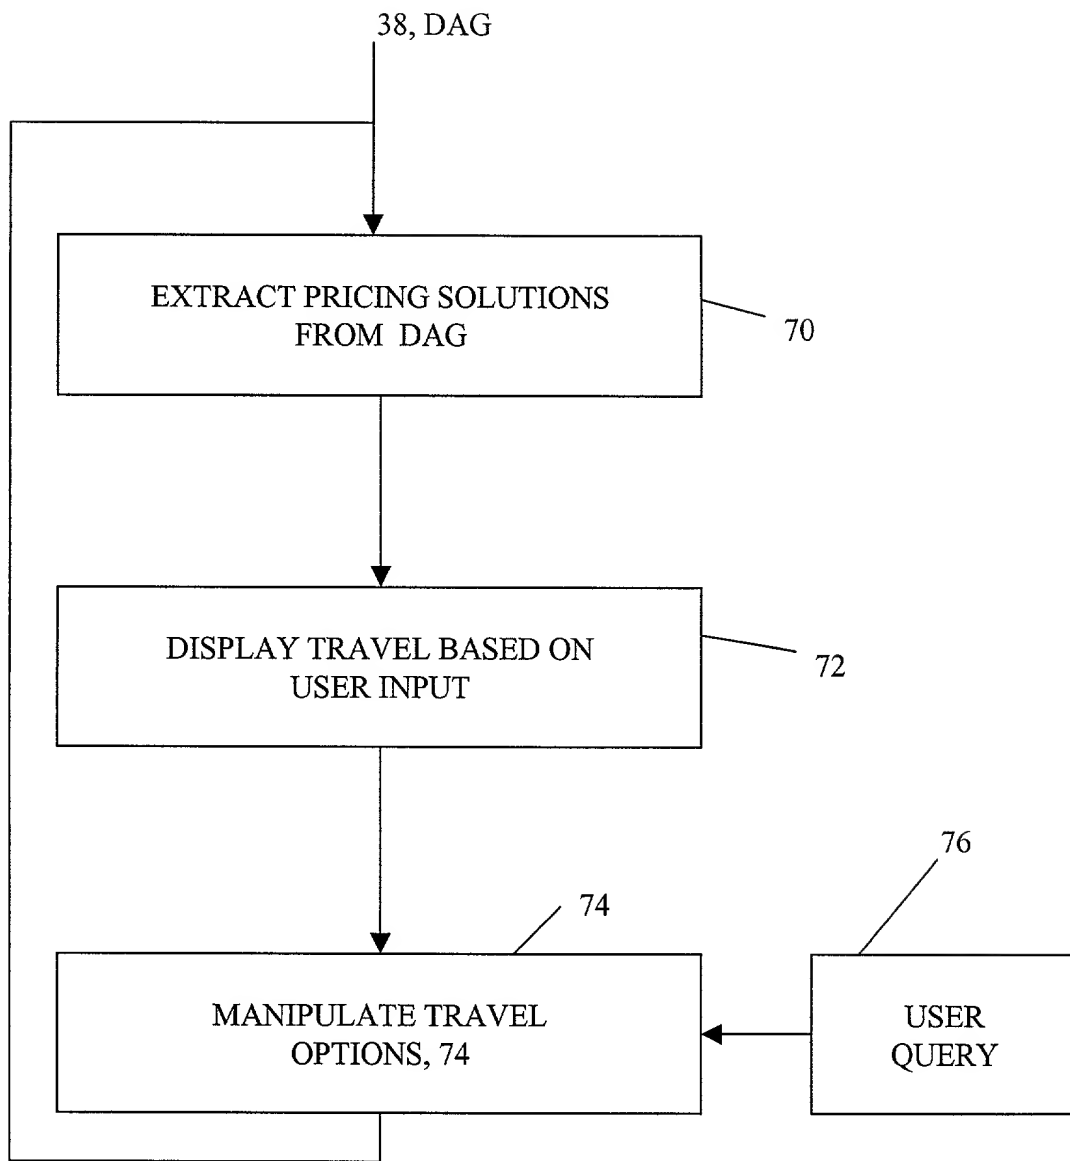 38, DAG
EXTRACT PRICING SOLUTIONS
FROM DAG
70
DISPLAY TRAVEL BASED ON
USER INPUT
72
76
74
MANIPULATE TRAVEL
OPTIONS, 74
USER
QUERY